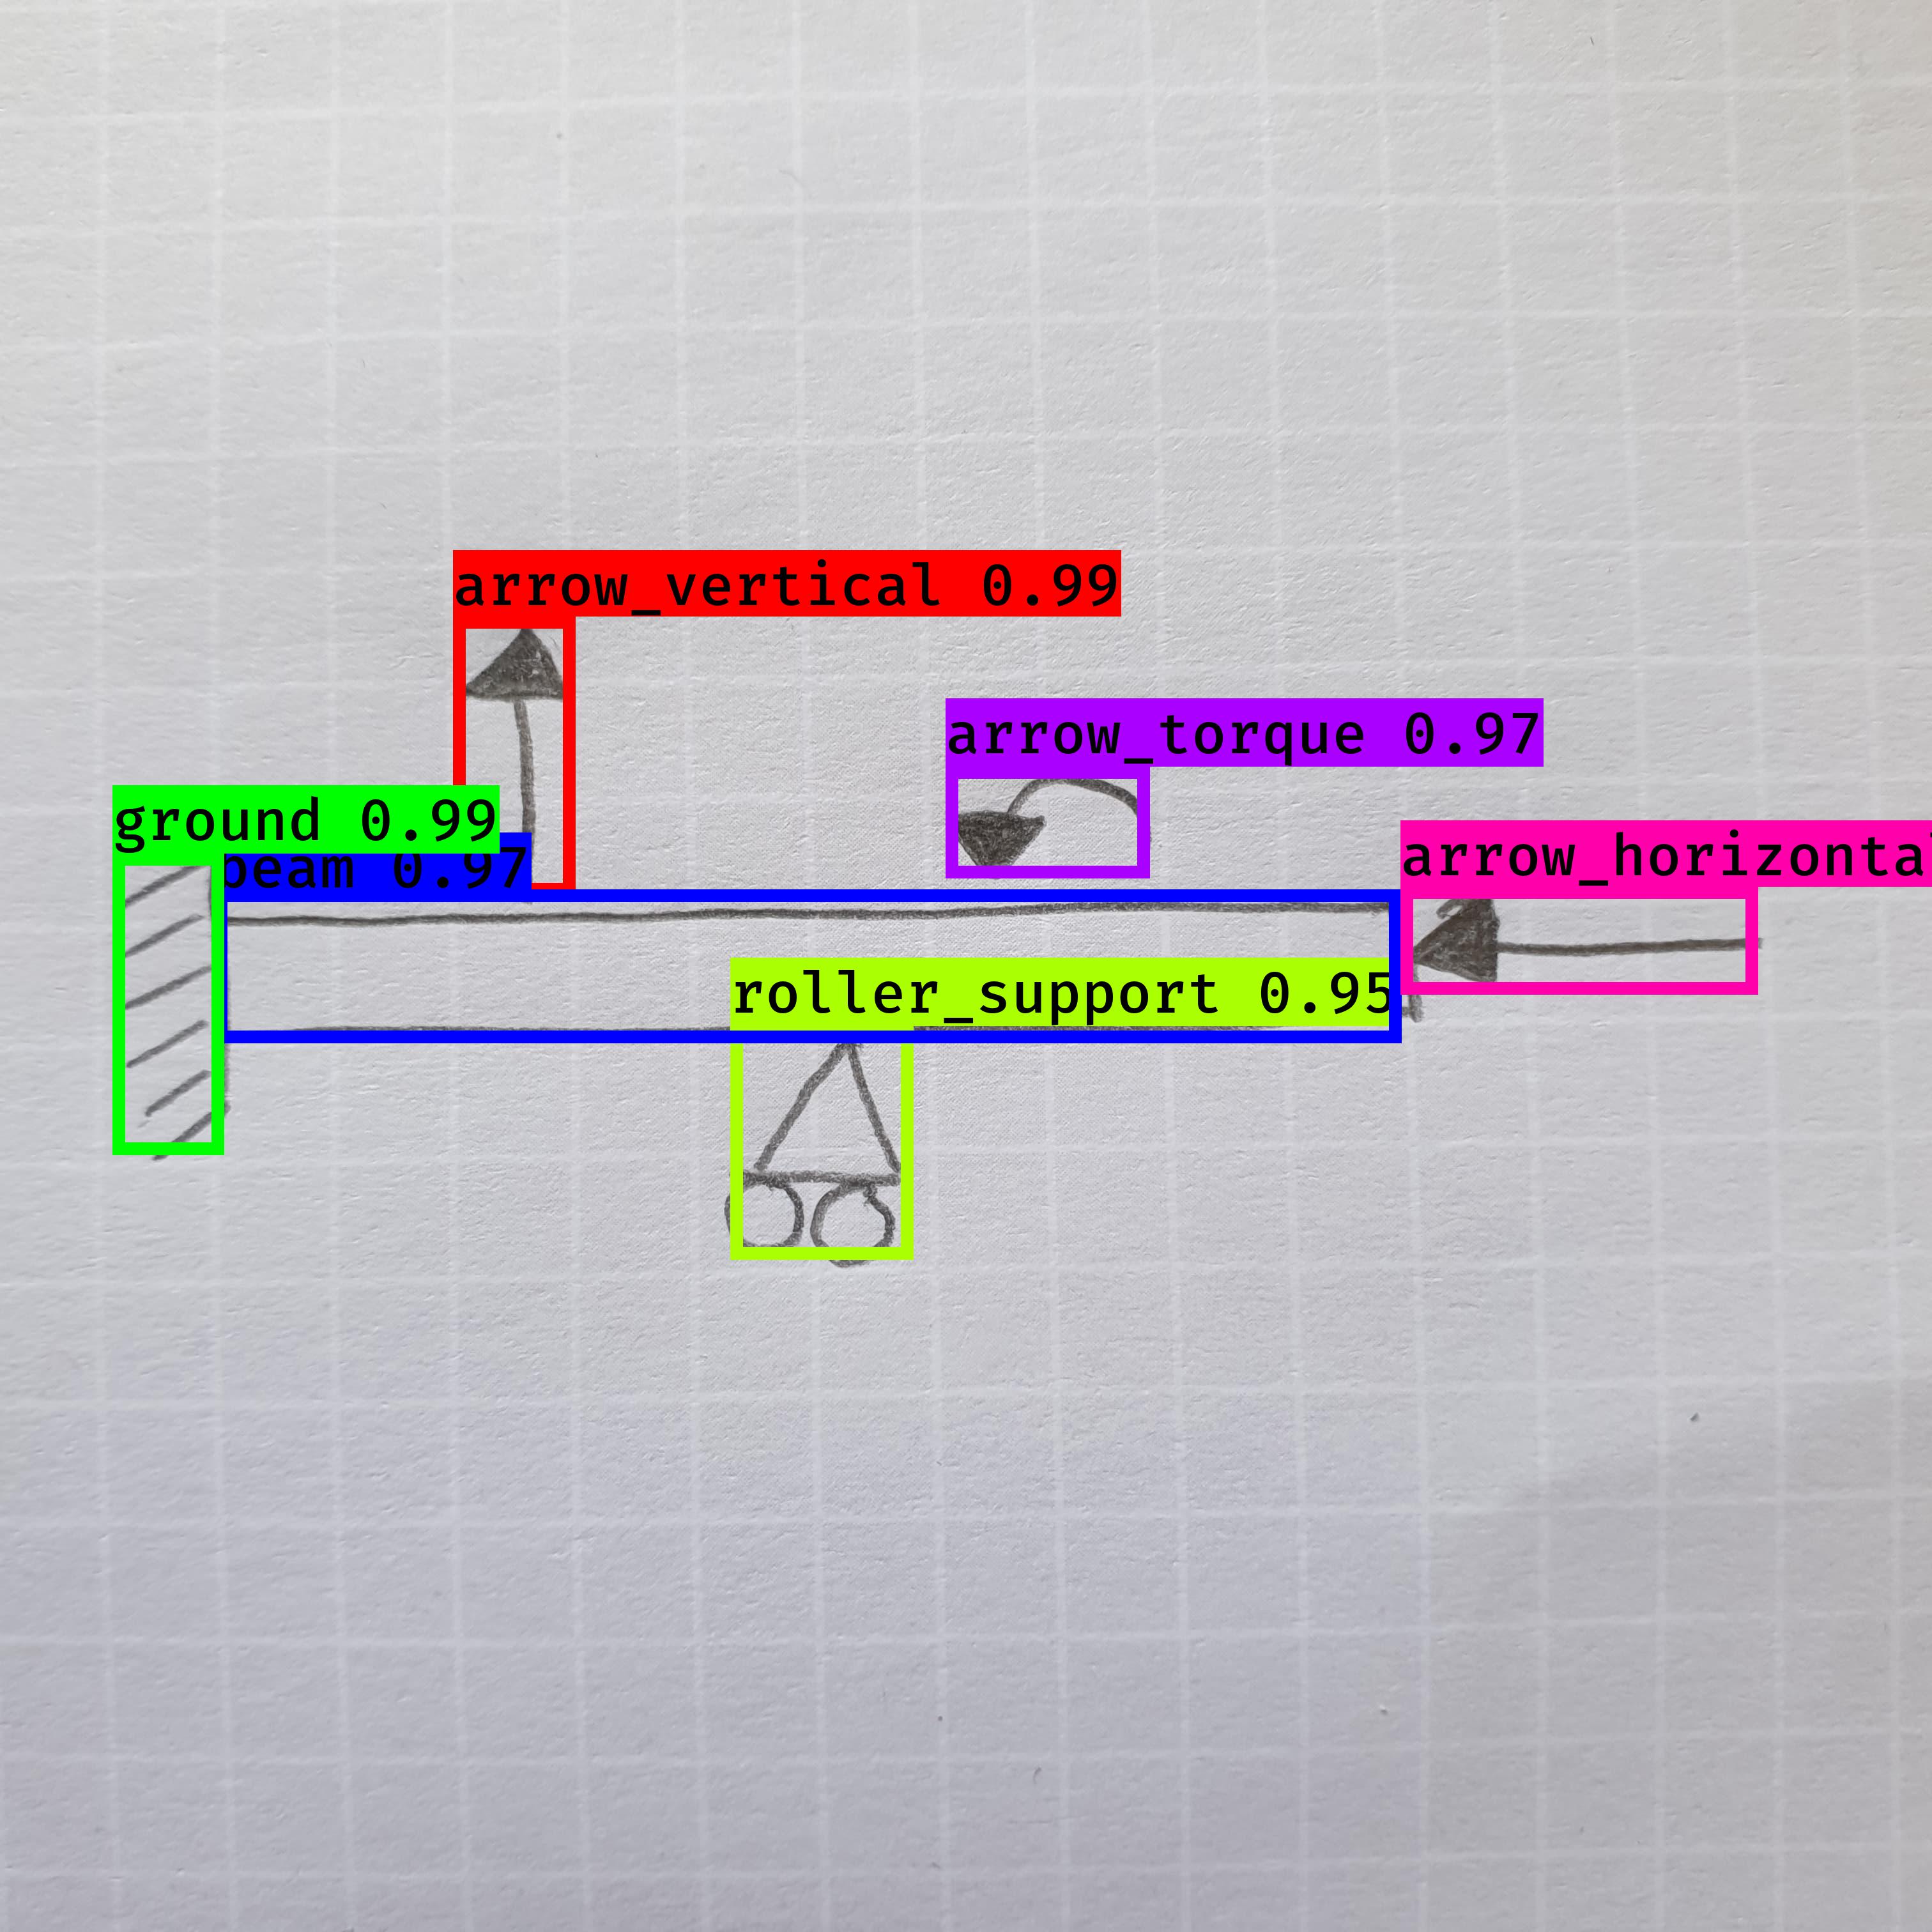 arrow_vertical 0.99
arrow_torque 0.97
ground 0.99
beam 0.97
arrow_horizontal
roller_support 0.95